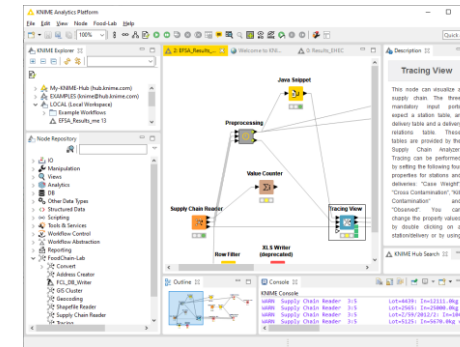 KNIME Analytics Platform
File Edit View Node Food-Lab Help
100%
Quick
KNIME Explorer
My-KNIME-Hub (hub.knime.com)
EXAMPLES (knime@hub.knime.com)
LOCAL (Local Workspace)
Example Workflows
EFSA_Results_me 13
Node Repository
IO
Manipulation
Views
Analytics
DB
Other Data Types
Structured Data
Scripting
Tools & Services
Workflow Control
Workflow Abstraction
Reporting
FoodChain-Lab
Convert
Address Creator
FCL_DB_Writer
GIS Cluster
Geocoding
Shapefile Reader
Supply Chain Reader
Tracing
Welcome to KNI...
Java Snippet
Preprocessing
Value Counter
Supply Chain Reader
Tracing View
Row Filter
XLS Writer
(deprecated)
Outline
Console
KNIME Console
WARN Supply Chain Reader 3:5
WARN Supply Chain Reader 3:5
WARN Supply Chain Reader 3:5
WARN Supply Chain Reader 3:5
Description
Tracing View
This node can visualize a
supply chain. The three
mandatory input ports
expect a station table, an
delivery table and a delivery
relations table. These
tables are provided by the
Supply Chain Analyzer.
Tracing can be performed
by setting the following four
properties for stations and
deliveries: "Case Weight",
"Cross Contamination", "Kill
Contamination" and
"Observed". You can
change the property values
by double clicking on a
station/delivery or by using
KNIME Hub Search